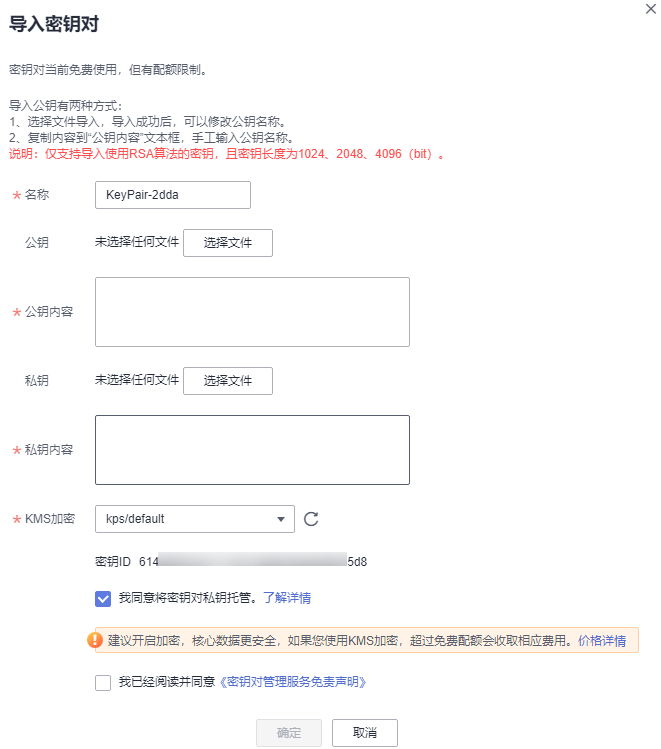 导入密钥对
密钥对当前免费使用，但有配额限制。
导入公钥有两种方式：
1、选择文件导入，导入成功后，可以修改公钥名称。
2、复制内容到“公钥内容”文本框，手工输入公钥名称。
说明：仅支持导入使用RSA算法的密钥，且密钥长度为1024、2048、4096（bit）。
* 名称 KeyPair-2dda
公钥 未选择任何文件 选择文件
* 公钥内容
私钥 未选择任何文件 选择文件
* 私钥内容
* KMS加密 kps/default
密钥ID 614 5d8
我同意将密钥对私钥托管。了解详情
建议开启加密，核心数据更安全，如果您使用KMS加密，超过免费配额会收取相应费用。价格详情
我已经阅读并同意《密钥对管理服务免责声明》
确定 取消